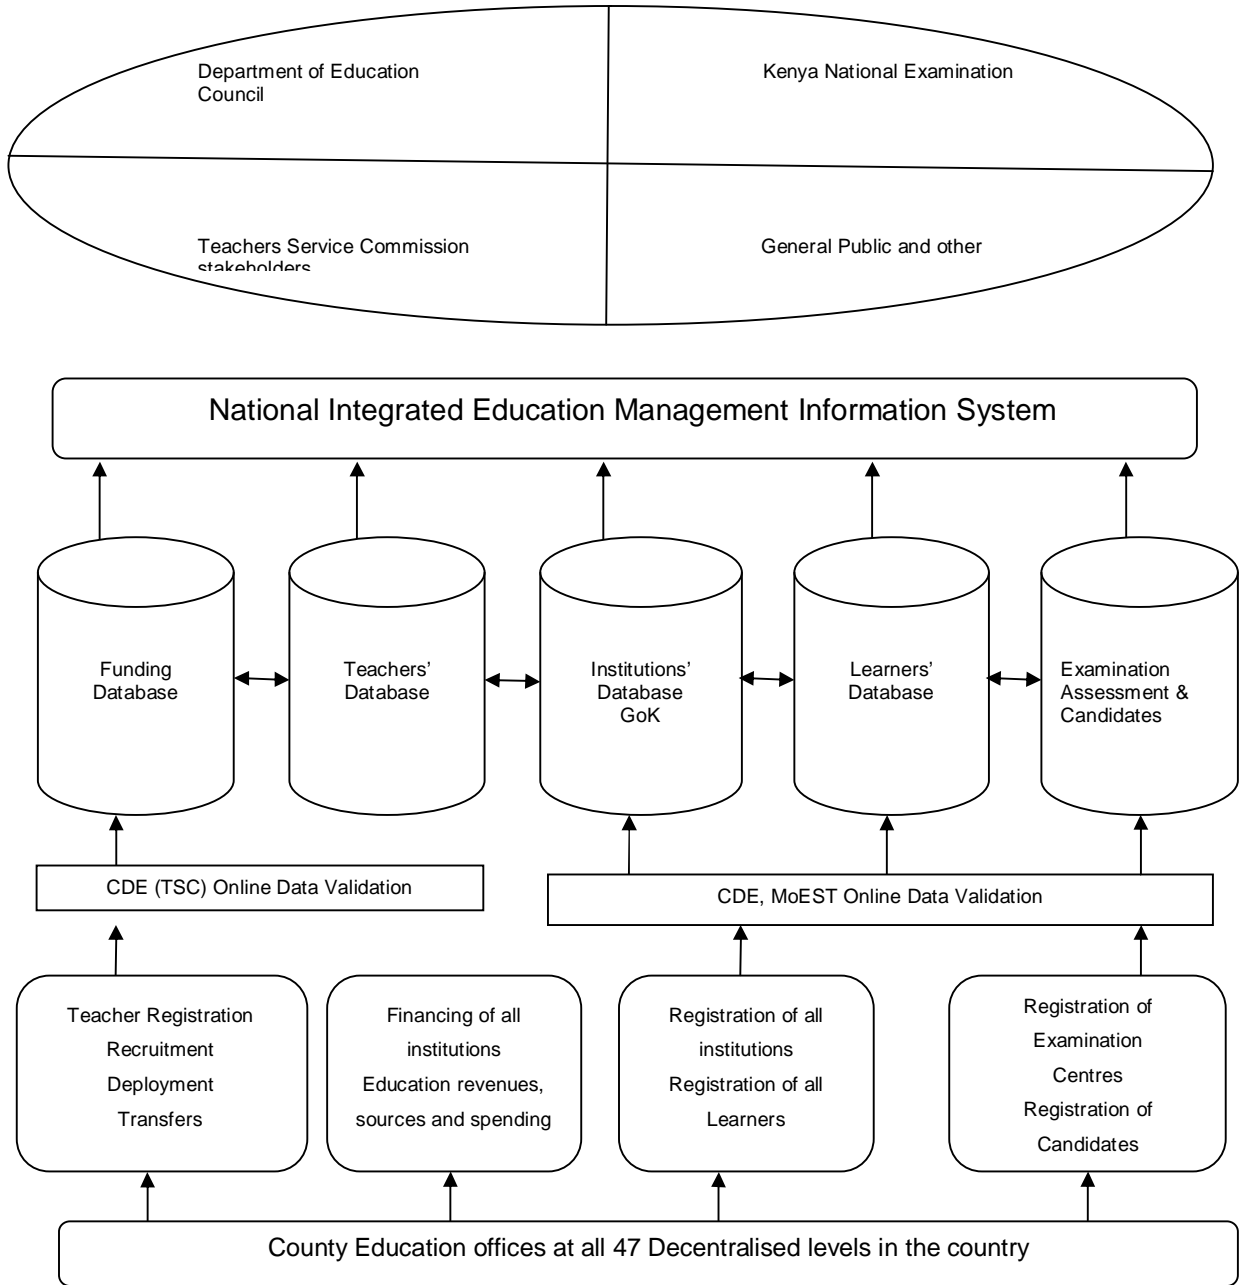 Department of Education
Council
Kenya National Examination
Teachers Service Commission
stakeholders
General Public and other
National Integrated Education Management Information System
Funding
Database
Teachers’
Database
Institutions’
Database
GoK
Learners’
Database
Examination
Assessment &
Candidates
CDE (TSC) Online Data Validation
CDE, MoEST Online Data Validation
Teacher Registration
Recruitment
Deployment
Transfers
Financing of all
institutions
Education revenues,
sources and spending
Registration of all
institutions
Registration of all
Learners
Registration of
Examination
Centres
Registration of
Candidates
County Education offices at all 47 Decentralised levels in the country